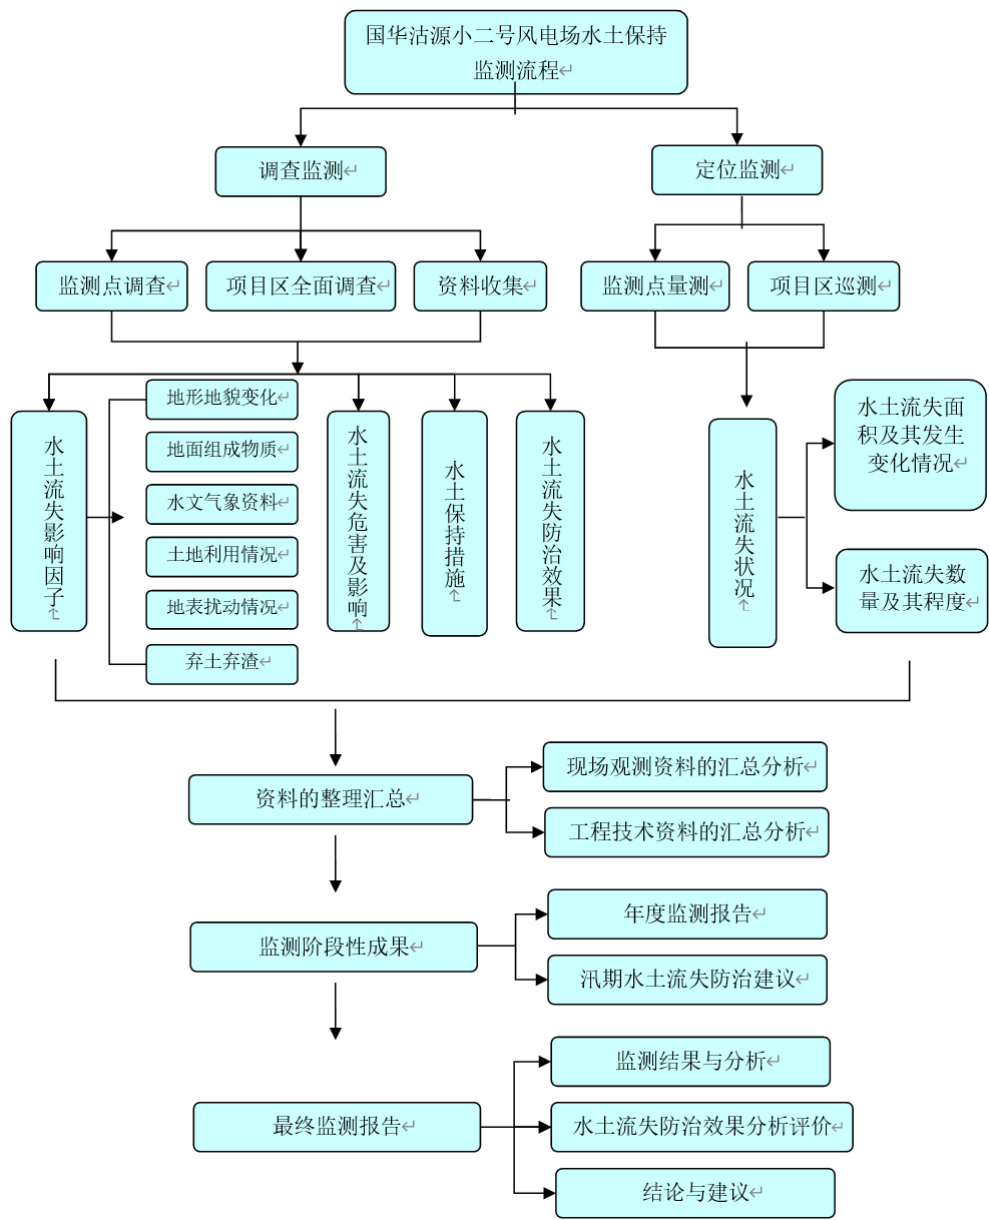 国华沽源小二号风电场水土保持
监测流程↵
调查监测↵
定位监测↵
监测点调查↵
项目区全面调查↵
资料收集↵
监测点量测↵
项目区巡测↵
水土流失影响因子↵
地形地貌变化↵
地面组成物质↵
水文气象资料↵
土地利用情况↵
地表扰动情况↵
弃土弃渣↵
水土流失危害及影响↵
水土保持措施↵
水土流失防治效果↵
水土流失状况↵
水土流失面
积及其发生
变化情况↵
水土流失数
量及其程度↵
资料的整理汇总↵
现场观测资料的汇总分析↵
工程技术资料的汇总分析↵
监测阶段性成果↵
年度监测报告↵
汛期水土流失防治建议↵
最终监测报告↵
监测结果与分析↵
水土流失防治效果分析评价↵
结论与建议↵